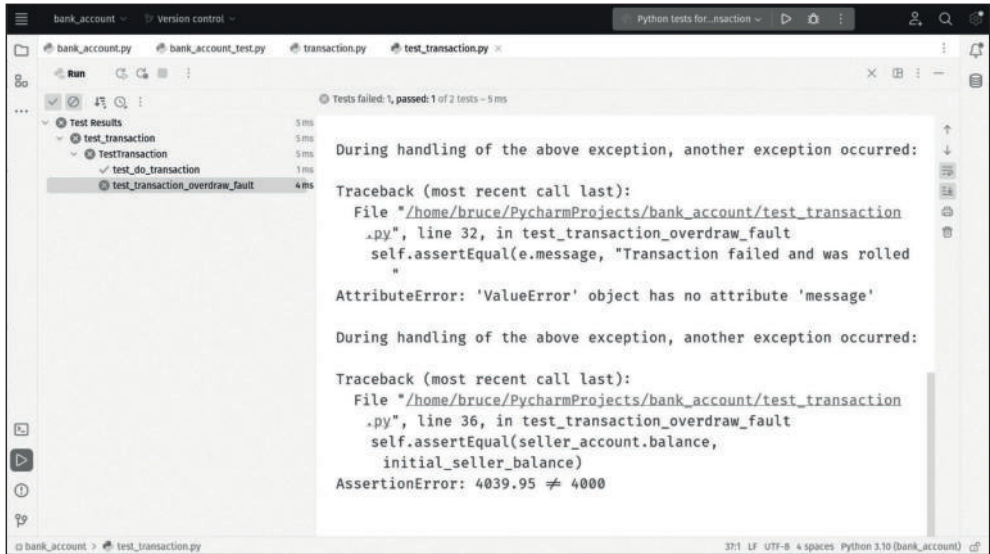 bank_account Version control Python tests for...nsaction
bank_account.py bank_account_test.py transaction.py test_transaction.py
Run
Tests failed: 1, passed: 1 of 2 tests – 5 ms
Test Results 5 ms
test_transaction 5 ms
TestTransaction 5 ms
test_do_transaction 1 ms
test_transaction_overdraw_fault 4 ms
During handling of the above exception, another exception occurred:
Traceback (most recent call last):
File "/home/bruce/PycharmProjects/bank_account/test_transaction
.py", line 32, in test_transaction_overdraw_fault
self.assertEqual(e.message, "Transaction failed and was rolled
"
AttributeError: 'ValueError' object has no attribute 'message'
During handling of the above exception, another exception occurred:
Traceback (most recent call last):
File "/home/bruce/PycharmProjects/bank_account/test_transaction
.py", line 36, in test_transaction_overdraw_fault
self.assertEqual(seller_account.balance,
initial_seller_balance)
AssertionError: 4039.95 ≠ 4000
bank_account > test_transaction.py 37:1 LF UTF-8 4 spaces Python 3.10 (bank_account)